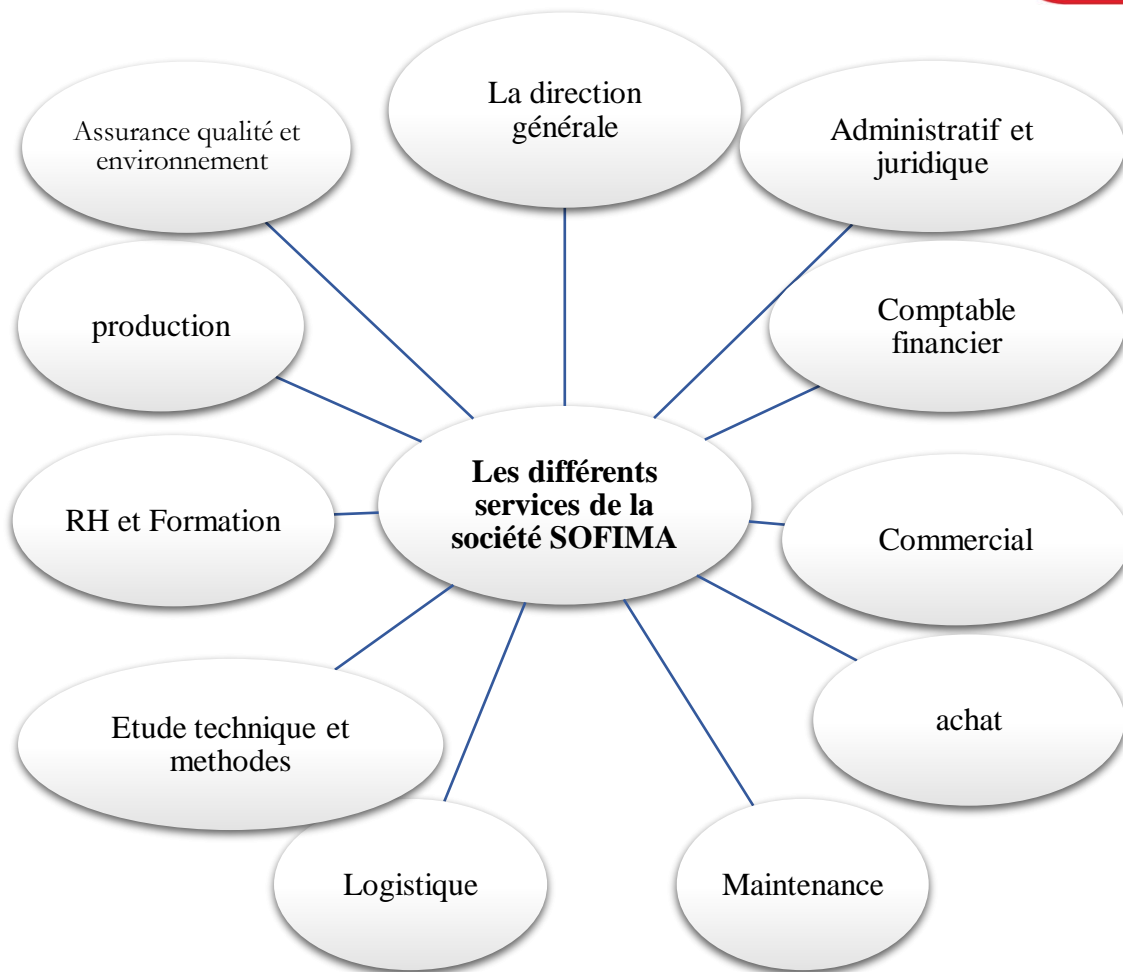 La direction
générale
Assurance qualité et
environnement
Administratif et
juridique
production
Comptable
financier
Les différents
services de la
société SOFIMA
RH et Formation
Commercial
Etude technique et
methodes
achat
Logistique
Maintenance